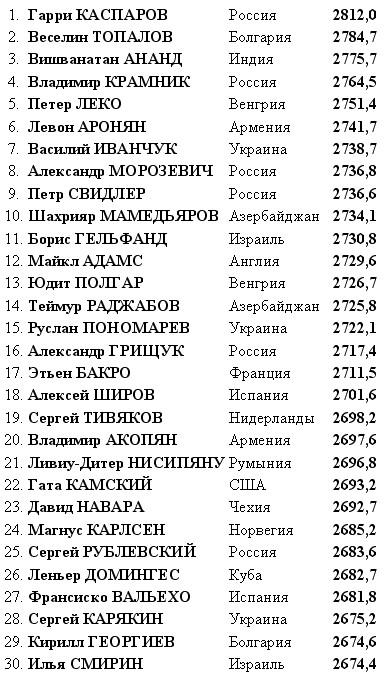 1. Гарри КАСПАРОВ Россия 2812,0
2. Веселин ТОПАЛОВ Болгария 2784,7
3. Вишванатан АНАНД Индия 2775,7
4. Владимир КРАМНИК Россия 2764,5
5. Петер ЛЕКО Венгрия 2751,4
6. Левон АРОНЯН Армения 2741,7
7. Василий ИВАНЧУК Украина 2738,7
8. Александр МОРОЗЕВИЧ Россия 2736,8
9. Петр СВИДЛЕР Россия 2736,6
10. Шахрияр МАМЕДЬЯРОВ Азербайджан 2734,1
11. Борис ГЕЛЬФАНД Израиль 2730,8
12. Майкл АДАМС Англия 2729,6
13. Юдит ПОЛГАР Венгрия 2726,7
14. Теймур РАДЖАБОВ Азербайджан 2725,8
15. Руслан ПОНОМАРЕВ Украина 2722,1
16. Александр ГРИЩУК Россия 2717,4
17. Этьен БАКРО Франция 2711,5
18. Алексей ШИРОВ Испания 2701,6
19. Сергей ТИВЯКОВ Нидерланды 2698,2
20. Владимир АКОПЯН Армения 2697,6
21. Ливиу-Дитер НИСИПЯНУ Румыния 2696,8
22. Гата КАМСКИЙ США 2693,2
23. Давид НАВАРА Чехия 2692,7
24. Магнус КАРЛСЕН Норвегия 2685,2
25. Сергей РУБЛЕВСКИЙ Россия 2683,6
26. Леньер ДОМИНГЕС Куба 2682,7
27. Франсиско ВАЛЬЕХО Испания 2681,8
28. Сергей КАРЯКИН Украина 2675,2
29. Кирилл ГЕОРГИЕВ Болгария 2674,6
30. Илья СМИРИН Израиль 2674,4